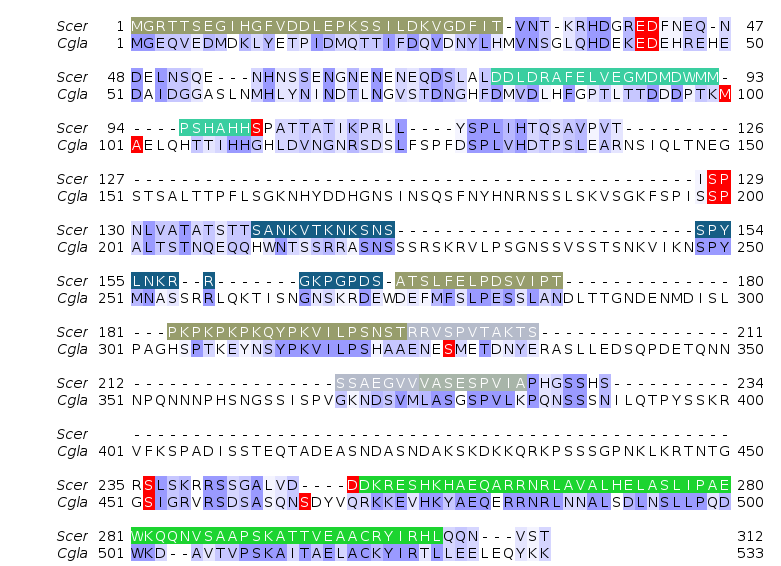 Scer 1 MGRTTSEGIHGFVDDLEPKSSILDKVGDFIT-VNT-KRHDGREDFNEQ-N 47
Cgla 1 MGEQVEDMDKLYETPIDMQTTIFDQVDNYLHMVNSGLQHDEKEDEHREHE 50
Scer 48 DELNSQE---NHNSSENGNENENEQDSLALDDLDRAFELVEGMDMDWMM- 93
Cgla 51 DAIDGGASLNMHLYNINDTLNGVSTDNGHFDMVDLHFGPTLTTDDDPTKM 100
Scer 94 ----PSHAHHSPATTATIKPRLL----YSPLIHTQSAVPVT--------- 126
Cgla 101 AELQHTTIHHGHLDVNGNRSDSLFSPFDSPLVHDTPSLEARNSIQLTNEG 150
Scer 127 -----------------------------------------------ISP 129
Cgla 151 STSALTTPFLSGKNHYDDHGNSINSQSFNYHNRNSSLSKVSGKFSPISSP 200
Scer 130 NLVATATSTTSANKVTKNKSNS-------------------------SPY 154
Cgla 201 ALTSTNQEQQHWNTSSRRASNSSSRSKRVLPSGNSSVSSTSNKVIKNSPY 250
Scer 155 LNKR--R-------GKPGPDS-ATSLFELPDSVIPT-------------- 180
Cgla 251 MNASSRRLQKTISNGNSKRDEWDEFMFSLPESSLANDLTTGNDENMDISL 300
Scer 181 ---PKPKPKPKQYPKVILPSNSTRRVSPVTAKTS---------------- 211
Cgla 301 PAGHSPTKEYNSYPKVILPSHAAENESMETDNYERASLLEDSQPDETQNN 350
Scer 212 -----------------SSAEGVVVASESPVIAPHGSSHS---------- 234
Cgla 351 NPQNNNPHSNGSSISPVGKNDSVMLASGSPVLKPQNSSSNILQTPYSSKR 400
Scer --------------------------------------------------
Cgla 401 VFKSPADISSTEQTADEASNDASNDAKSKDKKQRKPSSSGPNKLKRTNTG 450
Scer 235 RSLSKRRSSGALVD----DDKRESHKHAEQARRNRLAVALHELASLIPAE 280
Cgla 451 GSIGRVRSDSASQNSDYVQRKKEVHKYAEQERRNRLNNALSDLNSLLPQD 500
Scer 281 WKQQNVSAAPSKATTVEAACRYIRHLQQN---VST 312
Cgla 501 WKD--AVTVPSKAITAELACKYIRTLLEELEQYKK 533